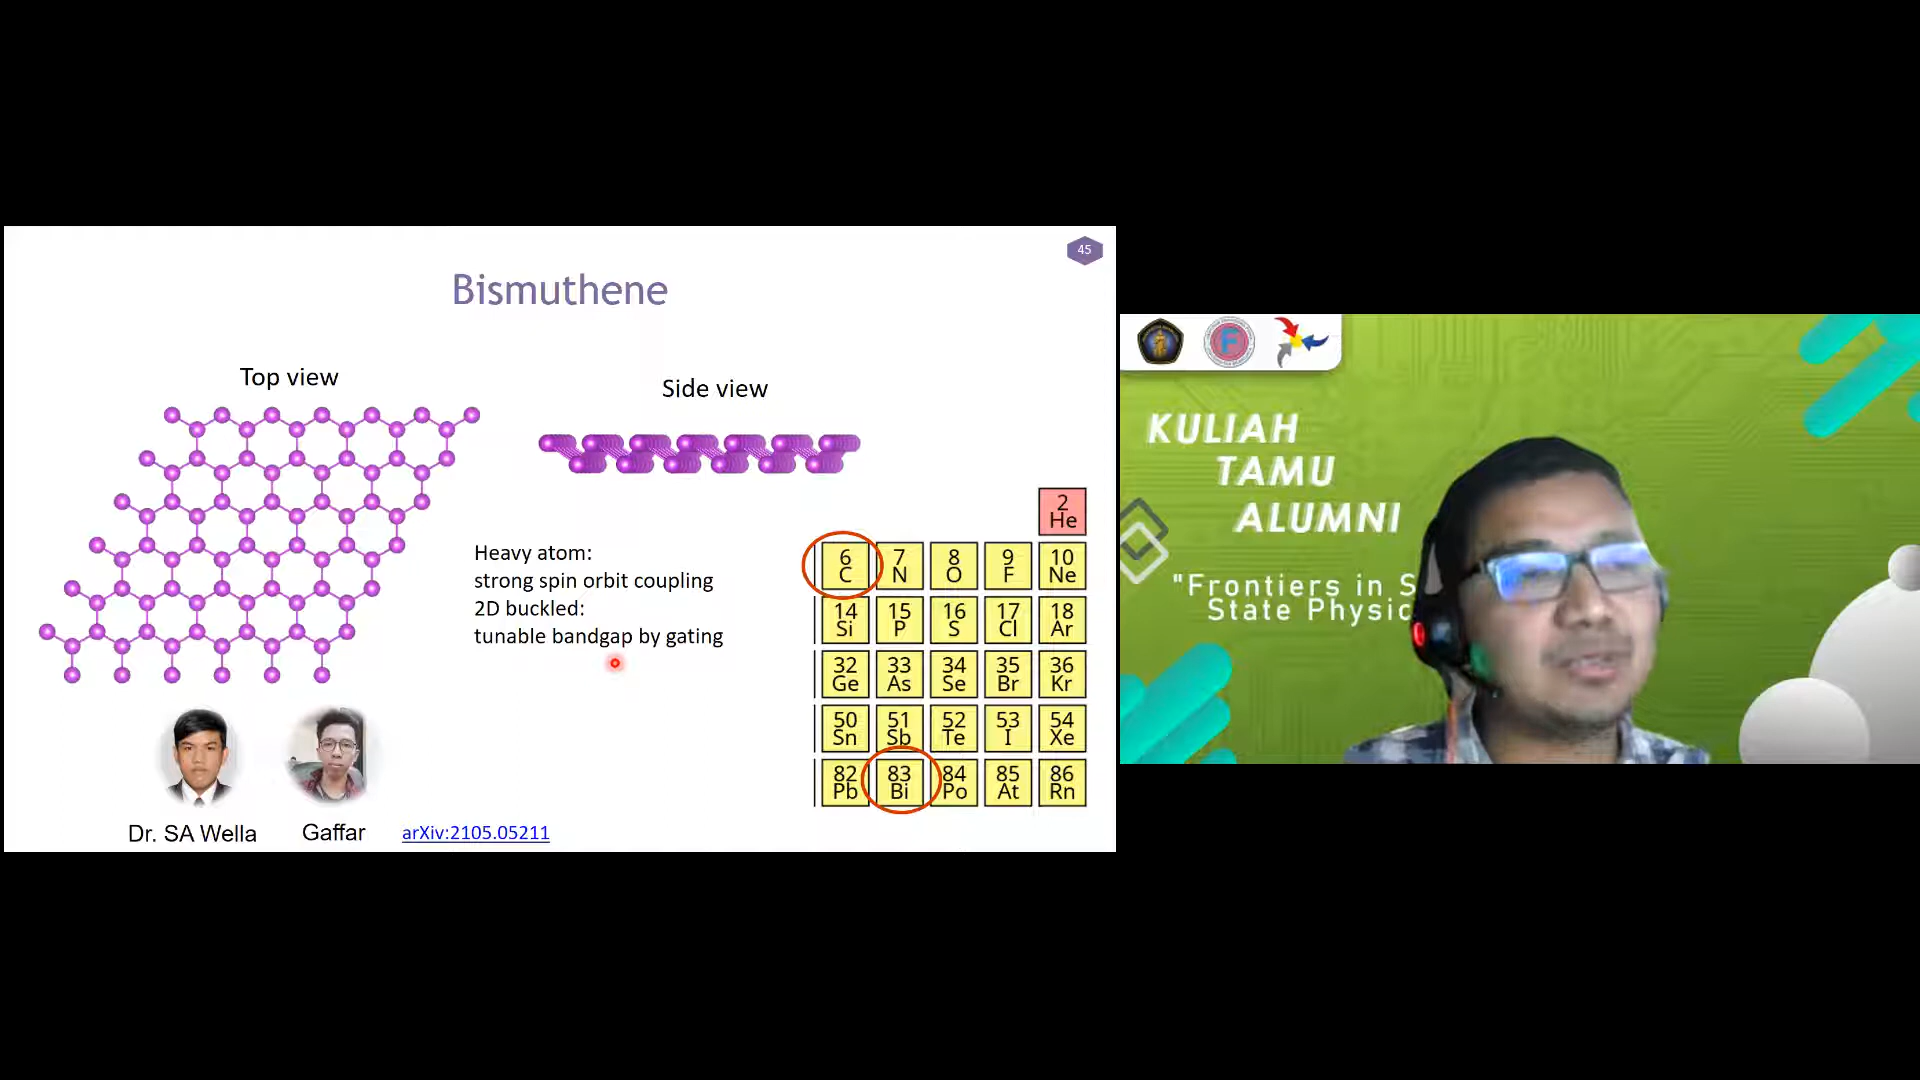 45
Bismuthene
Top view
Side view
Heavy atom:
strong spin orbit coupling
2D buckled:
tunable bandgap by gating
2
He
6 7 8 9 10
C N O F Ne
14 15 16 17 18
Si P S Cl Ar
32 33 34 35 36
Ge As Se Br Kr
50 51 52 53 54
Sn Sb Te I Xe
82 83 84 85 86
Pb Bi Po At Rn
Dr. SA Wella
Gaffar
arXiv:2105.05211
KULIAH
TAMU
ALUMNI
"Frontiers in S
State Physic